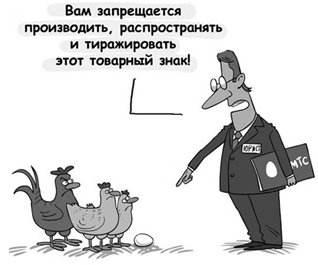 Вам запрещается
производить, распространять
и тиражировать
этот товарный знак!
ЮРИСТ
МТС